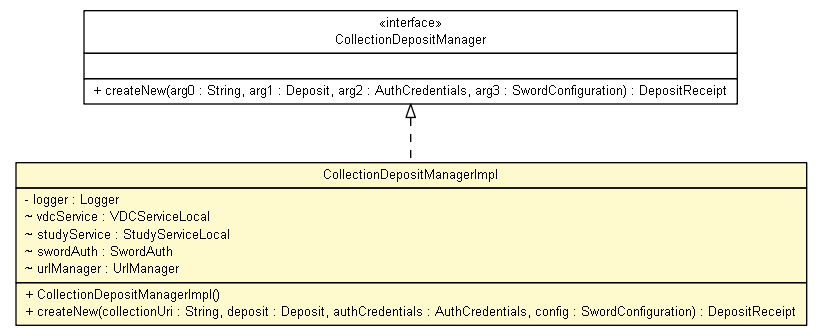 «interface»
CollectionDepositManager
+ createNew(arg0 : String, arg1 : Deposit, arg2 : AuthCredentials, arg3 : SwordConfiguration) : DepositReceipt
CollectionDepositManagerImpl
- logger : Logger
~ vdcService : VDCServiceLocal
~ studyService : StudyServiceLocal
~ swordAuth : SwordAuth
~ urlManager : UrlManager
+ CollectionDepositManagerImpl()
+ createNew(collectionUri : String, deposit : Deposit, authCredentials : AuthCredentials, config : SwordConfiguration) : DepositReceipt